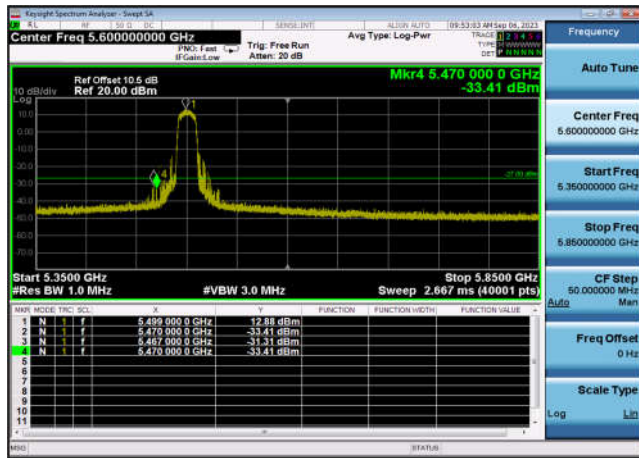 Keysight Spectrum Analyzer - Swept SA
RL RF 50 Ω DC SENSE:INT ALIGN AUTO 09:53:03 AM Sep 06, 2023
Center Freq 5.600000000 GHz
PNO: Fast
IFGain:Low
Trig: Free Run
Atten: 20 dB
Avg Type: Log-Pwr
TRACE 1 2 3 4 5 6
TYPE M WWWWW
DET P N N N N N
Ref Offset 10.5 dB
Ref 20.00 dBm
Mkr4 5.470 000 0 GHz
-33.41 dBm
10 dB/div
Log
10.0
0.00
-10.0
-20.0
-30.0
-40.0
-50.0
-60.0
-70.0
1
4
-27.00 dBm
Start 5.3500 GHz
Stop 5.8500 GHz
#Res BW 1.0 MHz
#VBW 3.0 MHz
Sweep 2.667 ms (40001 pts)
MKR MODE TRC SCL X Y FUNCTION FUNCTION WIDTH FUNCTION VALUE
1 N 1 f 5.499 000 0 GHz 12.88 dBm
2 N 1 f 5.470 000 0 GHz -33.41 dBm
3 N 1 f 5.467 000 0 GHz -31.31 dBm
4 N 1 f 5.470 000 0 GHz -33.41 dBm
5
6
7
8
9
10
11
MSG
STATUS
Frequency
Auto Tune
Center Freq
5.600000000 GHz
Start Freq
5.350000000 GHz
Stop Freq
5.850000000 GHz
CF Step
50.000000 MHz
Auto Man
Freq Offset
0 Hz
Scale Type
Log Lin